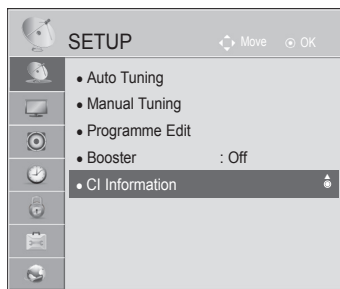 SETUP Move OK
• Auto Tuning
• Manual Tuning
• Programme Edit
• Booster : Off
• CI Information